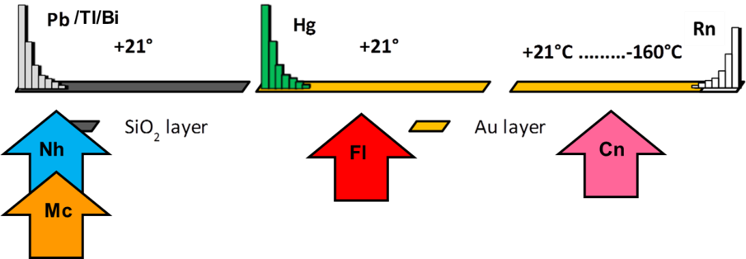 Pb /Tl/Bi
+21°
Hg
+21°
Rn
+21°C .........-160°C
SiO₂ layer
Au layer
Nh
Mc
Fl
Cn